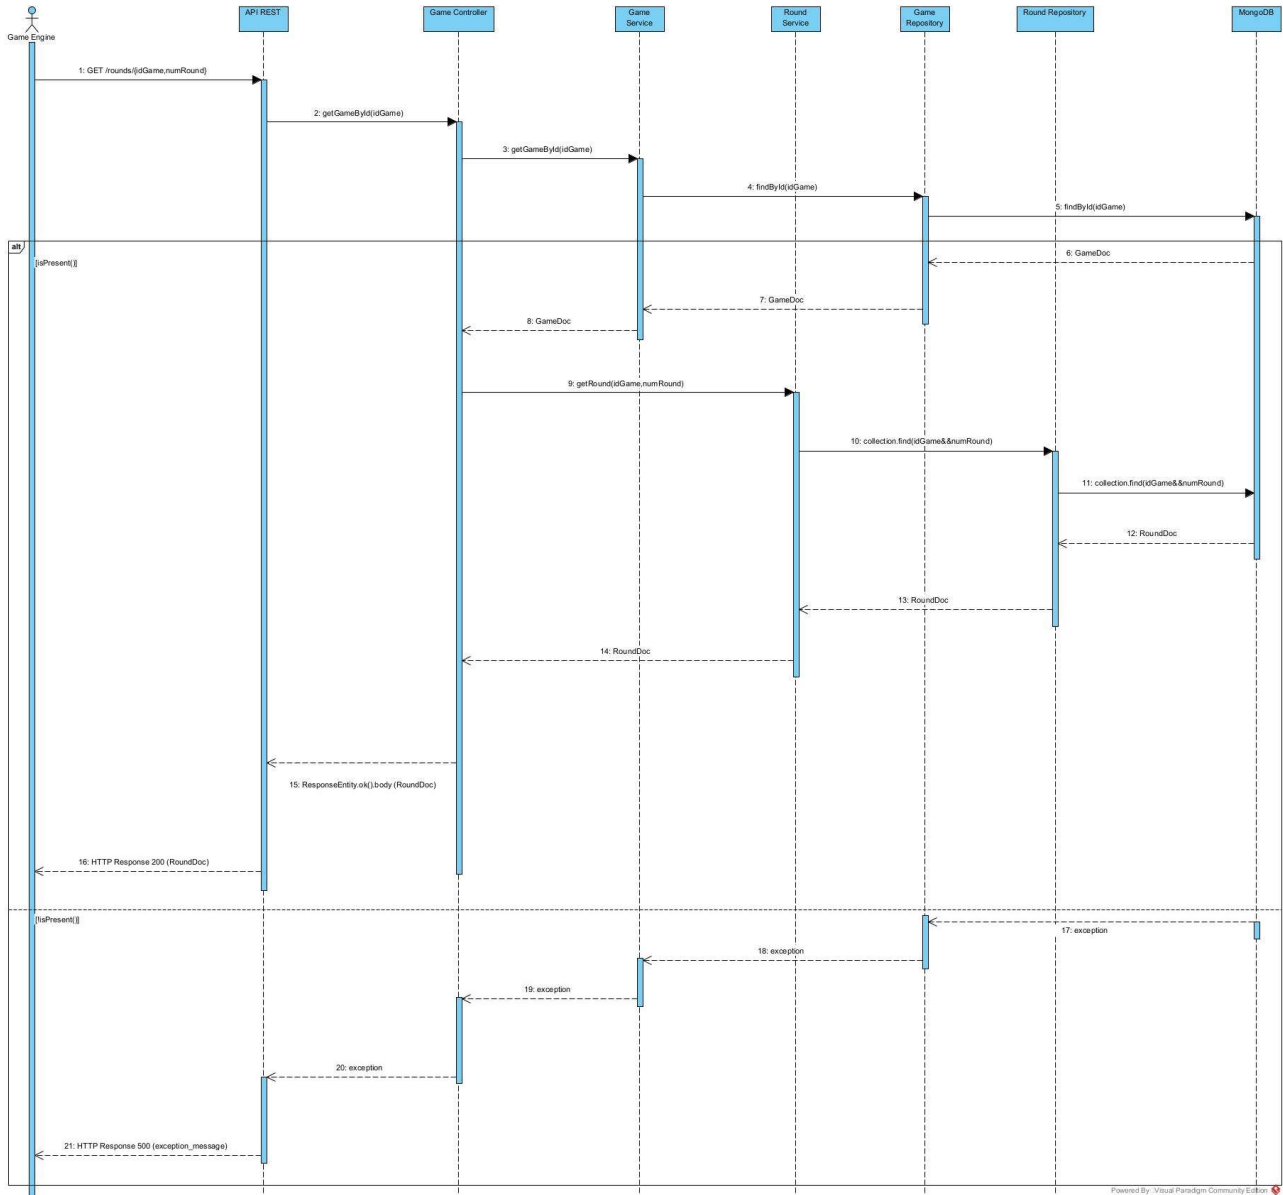 Game Engine
API REST
Game Controller
Game
Service
Round
Service
Game
Repository
Round Repository
MongoDB
1: GET /rounds/{idGame,numRound}
2: getGameById(idGame)
3: getGameById(idGame)
4: findById(idGame)
5: findById(idGame)
alt
[isPresent()]
6: GameDoc
7: GameDoc
8: GameDoc
9: getRound(idGame,numRound)
10: collection.find(idGame&&numRound)
11: collection.find(idGame&&numRound)
12: RoundDoc
13: RoundDoc
14: RoundDoc
15: ResponseEntity.ok().body (RoundDoc)
16: HTTP Response 200 (RoundDoc)
[!isPresent()]
17: exception
18: exception
19: exception
20: exception
21: HTTP Response 500 (exception_message)
Powered By :Visual Paradigm Community Edition